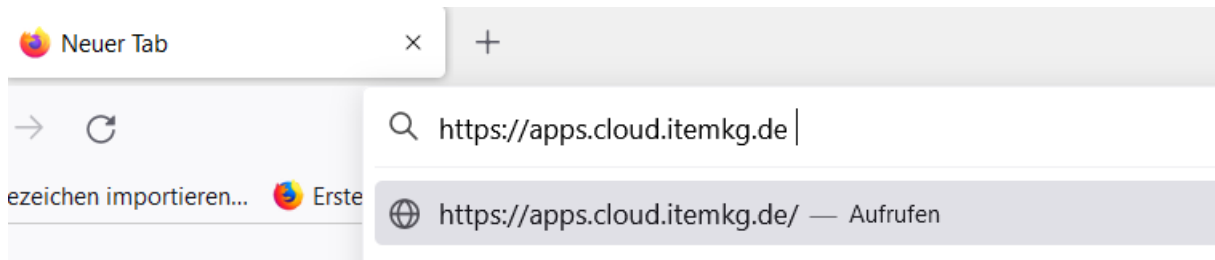 Neuer Tab
https://apps.cloud.itemkg.de
ezeichen importieren... Erste
https://apps.cloud.itemkg.de/ — Aufrufen